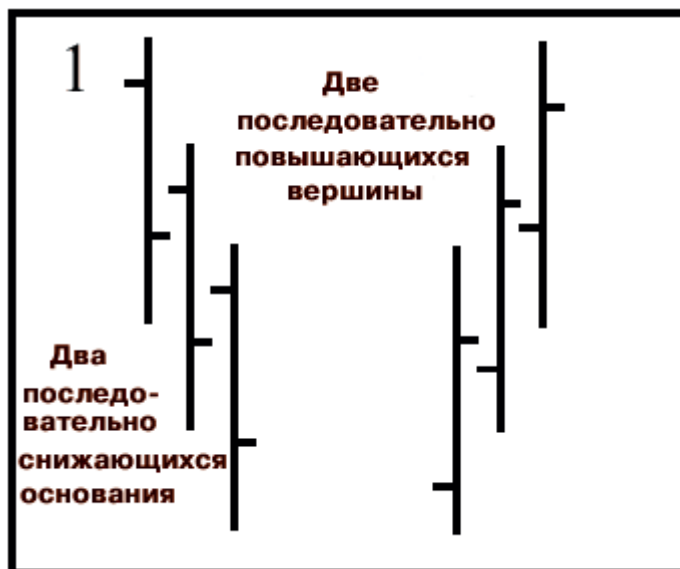 1
Две
последовательно
повышающихся
вершины
Два
последо-
вательно
снижающихся
основания